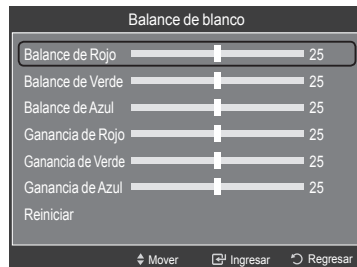 Balance de blanco
Balance de Rojo 25
Balance de Verde 25
Balance de Azul 25
Ganancia de Rojo 25
Ganancia de Verde 25
Ganancia de Azul 25
Reiniciar
Mover Ingresar Regresar